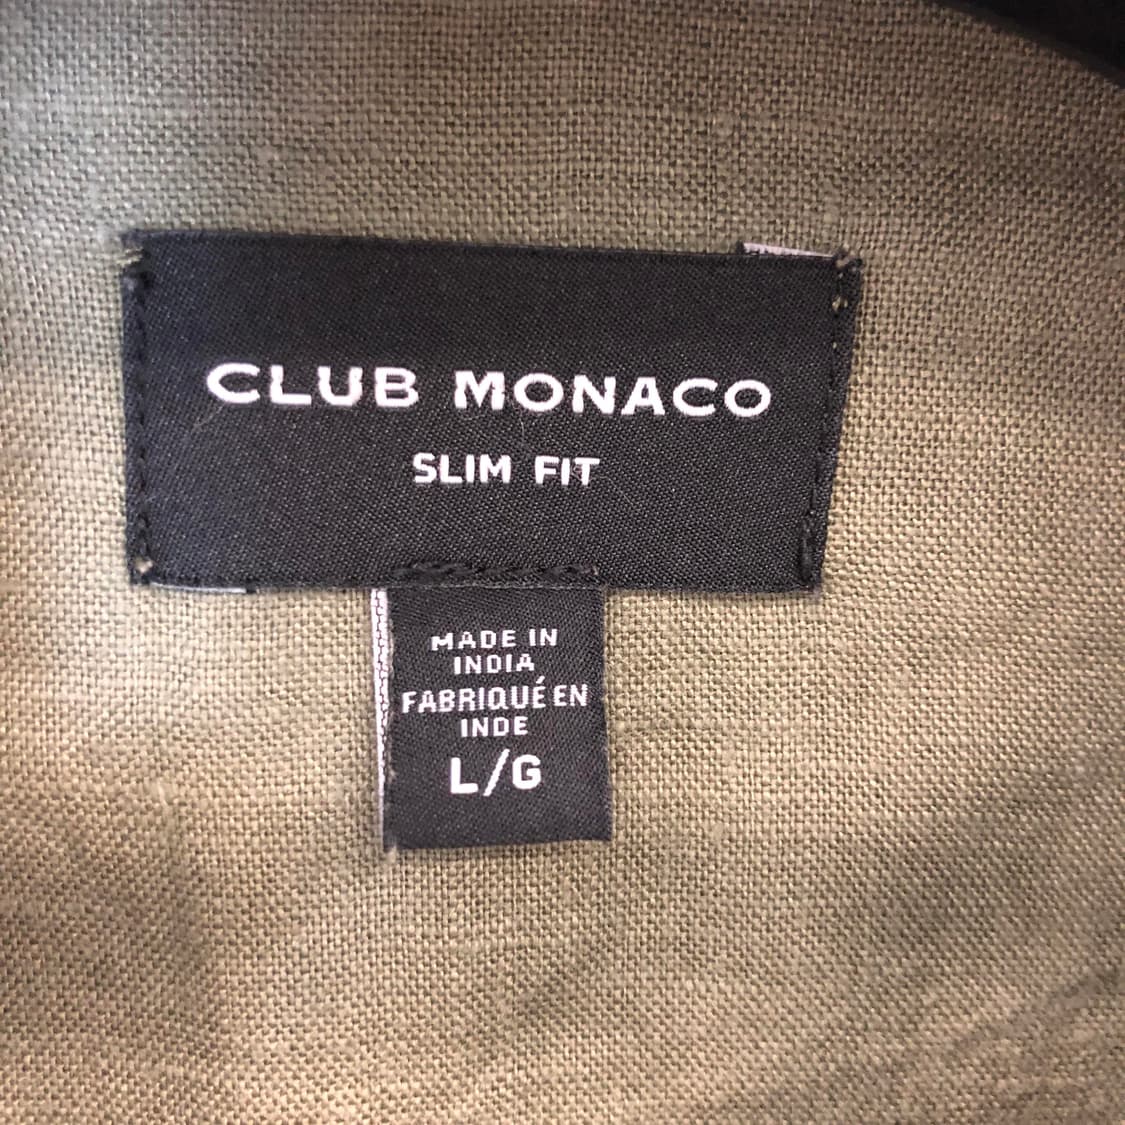 CLUB MONACO
SLIM FIT
MADE IN
INDIA
FABRIQUÉ EN
INDE
L/G